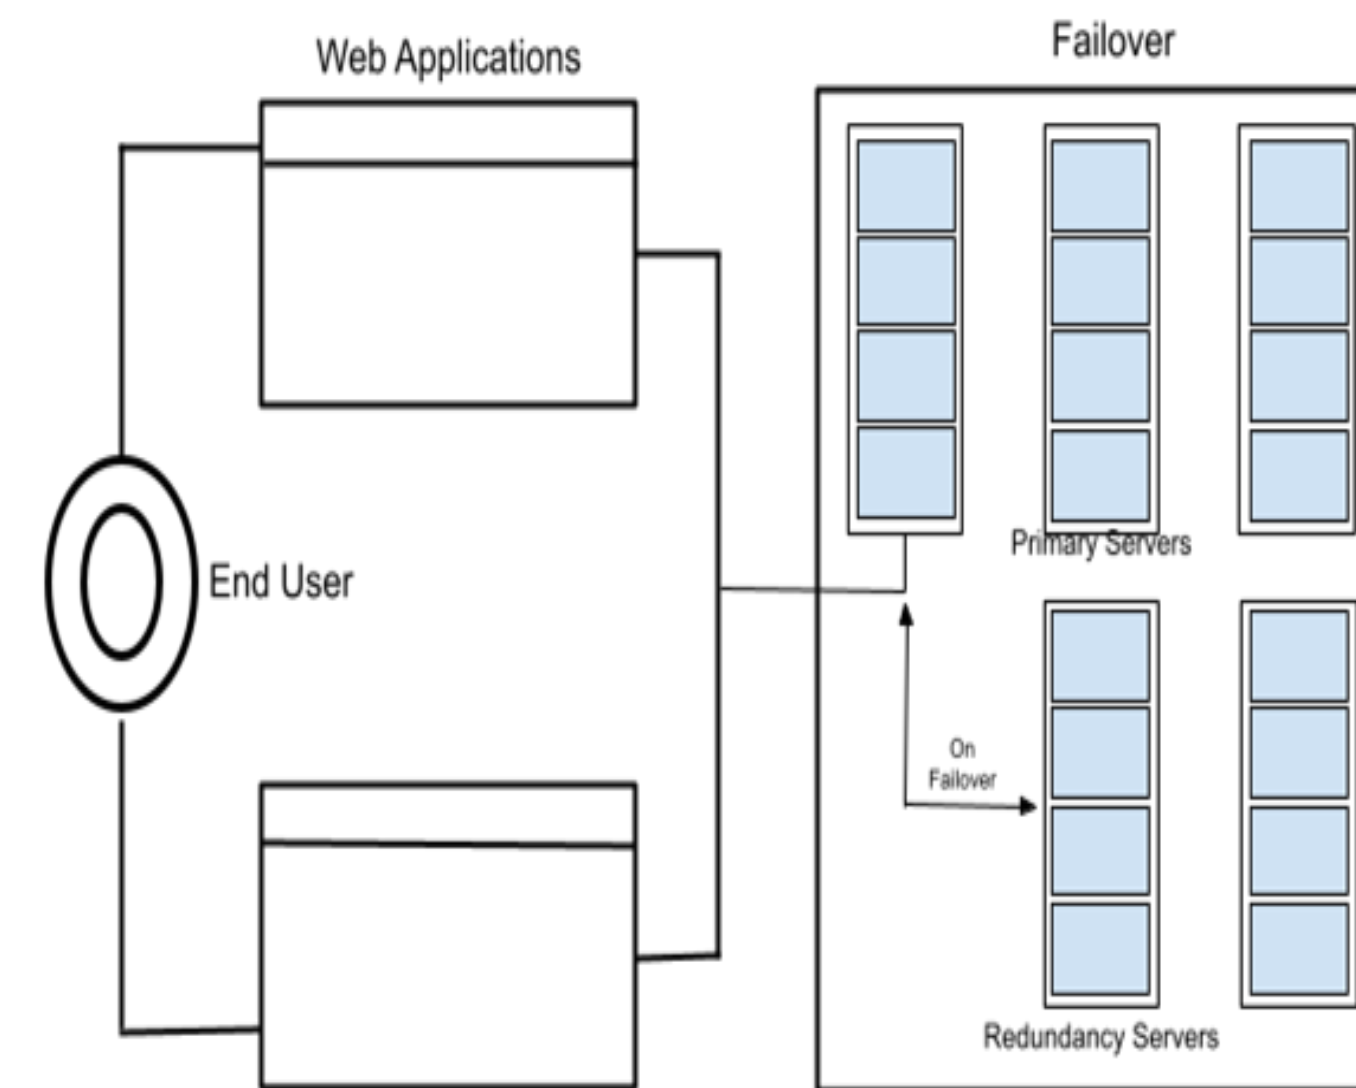 Web Applications
Failover
Primary Servers
End User
On
Failover
Redundancy Servers